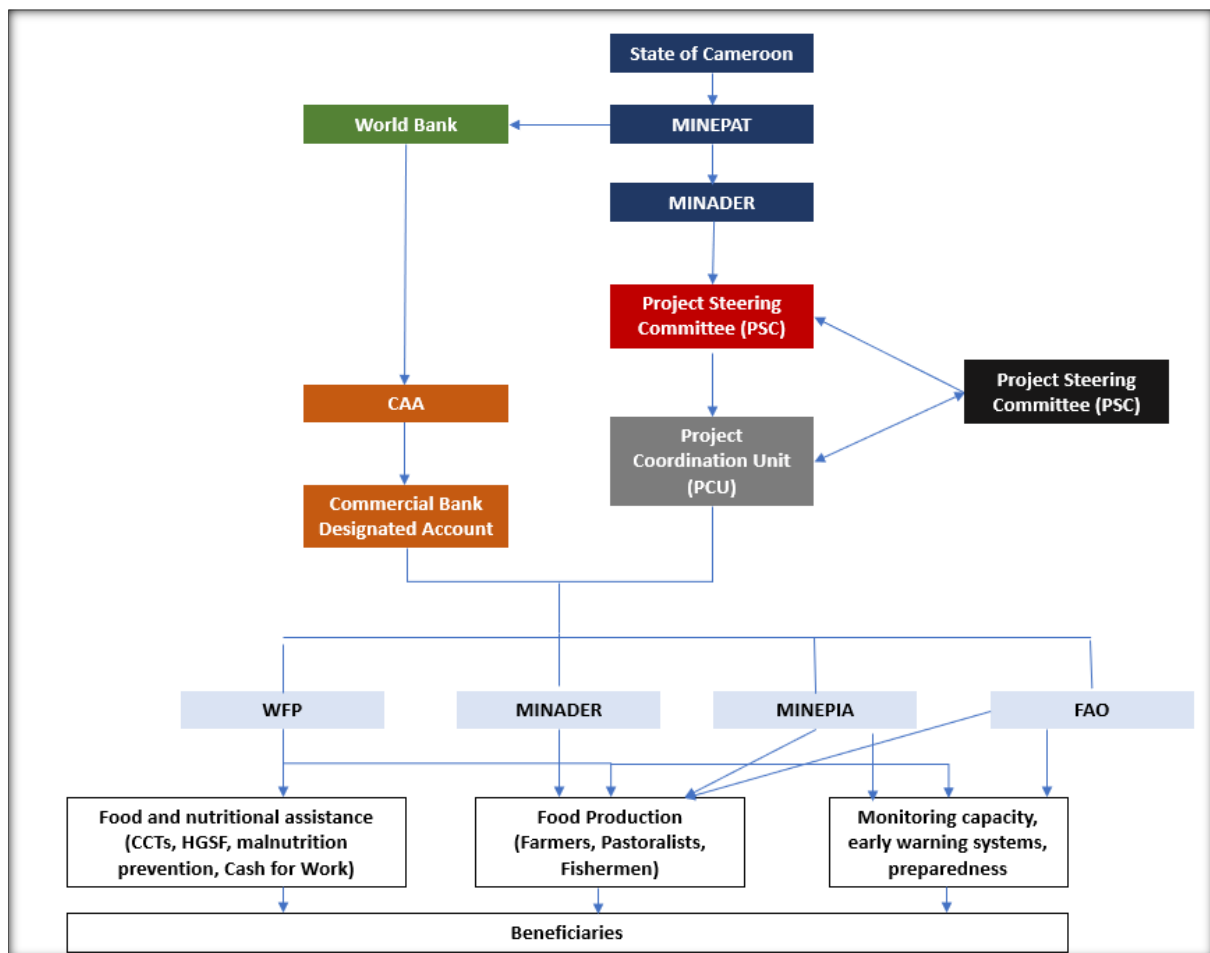 State of Cameroon
World Bank
MINEPAT
MINADER
Project Steering
Committee (PSC)
Project Steering
Committee (PSC)
CAA
Project
Coordination Unit
(PCU)
Commercial Bank
Designated Account
WFP
MINADER
MINEPIA
FAO
Food and nutritional assistance
(CCTs, HGSF, malnutrition
prevention, Cash for Work)
Food Production
(Farmers, Pastoralists,
Fishermen)
Monitoring capacity,
early warning systems,
preparedness
Beneficiaries